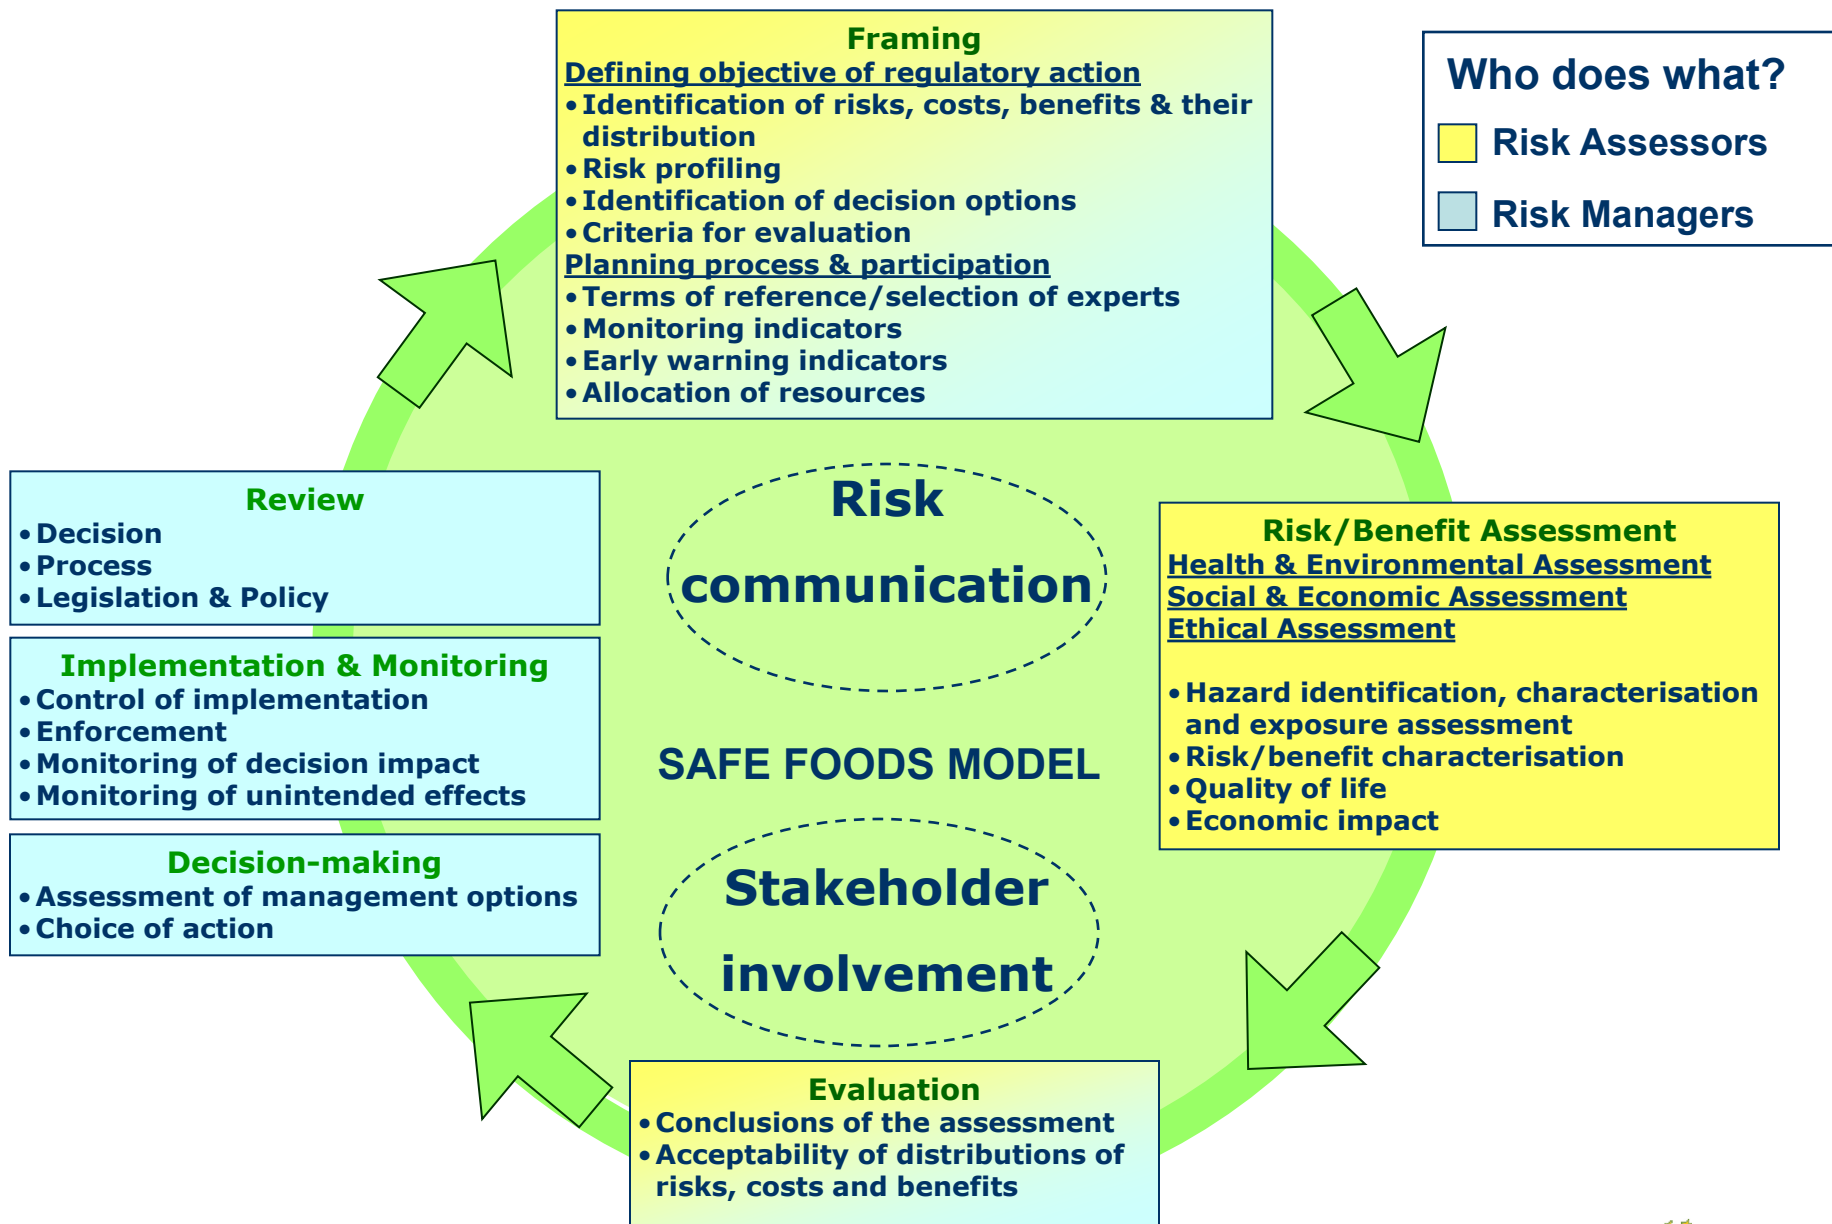 Framing
Defining objective of regulatory action
•Identification of risks, costs, benefits & their
distribution
•Risk profiling
•Identification of decision options
•Criteria for evaluation
Planning process & participation
•Terms of reference/selection of experts
•Monitoring indicators
•Early warning indicators
•Allocation of resources
Who does what?
Risk Assessors
Risk Managers
Review
•Decision
•Process
•Legislation & Policy
Implementation & Monitoring
•Control of implementation
•Enforcement
•Monitoring of decision impact
•Monitoring of unintended effects
Decision-making
•Assessment of management options
•Choice of action
Risk
communication
SAFE FOODS MODEL
Stakeholder
involvement
Risk/Benefit Assessment
Health & Environmental Assessment
Social & Economic Assessment
Ethical Assessment
•Hazard identification, characterisation
and exposure assessment
•Risk/benefit characterisation
•Quality of life
•Economic impact
Evaluation
•Conclusions of the assessment
•Acceptability of distributions of
risks, costs and benefits